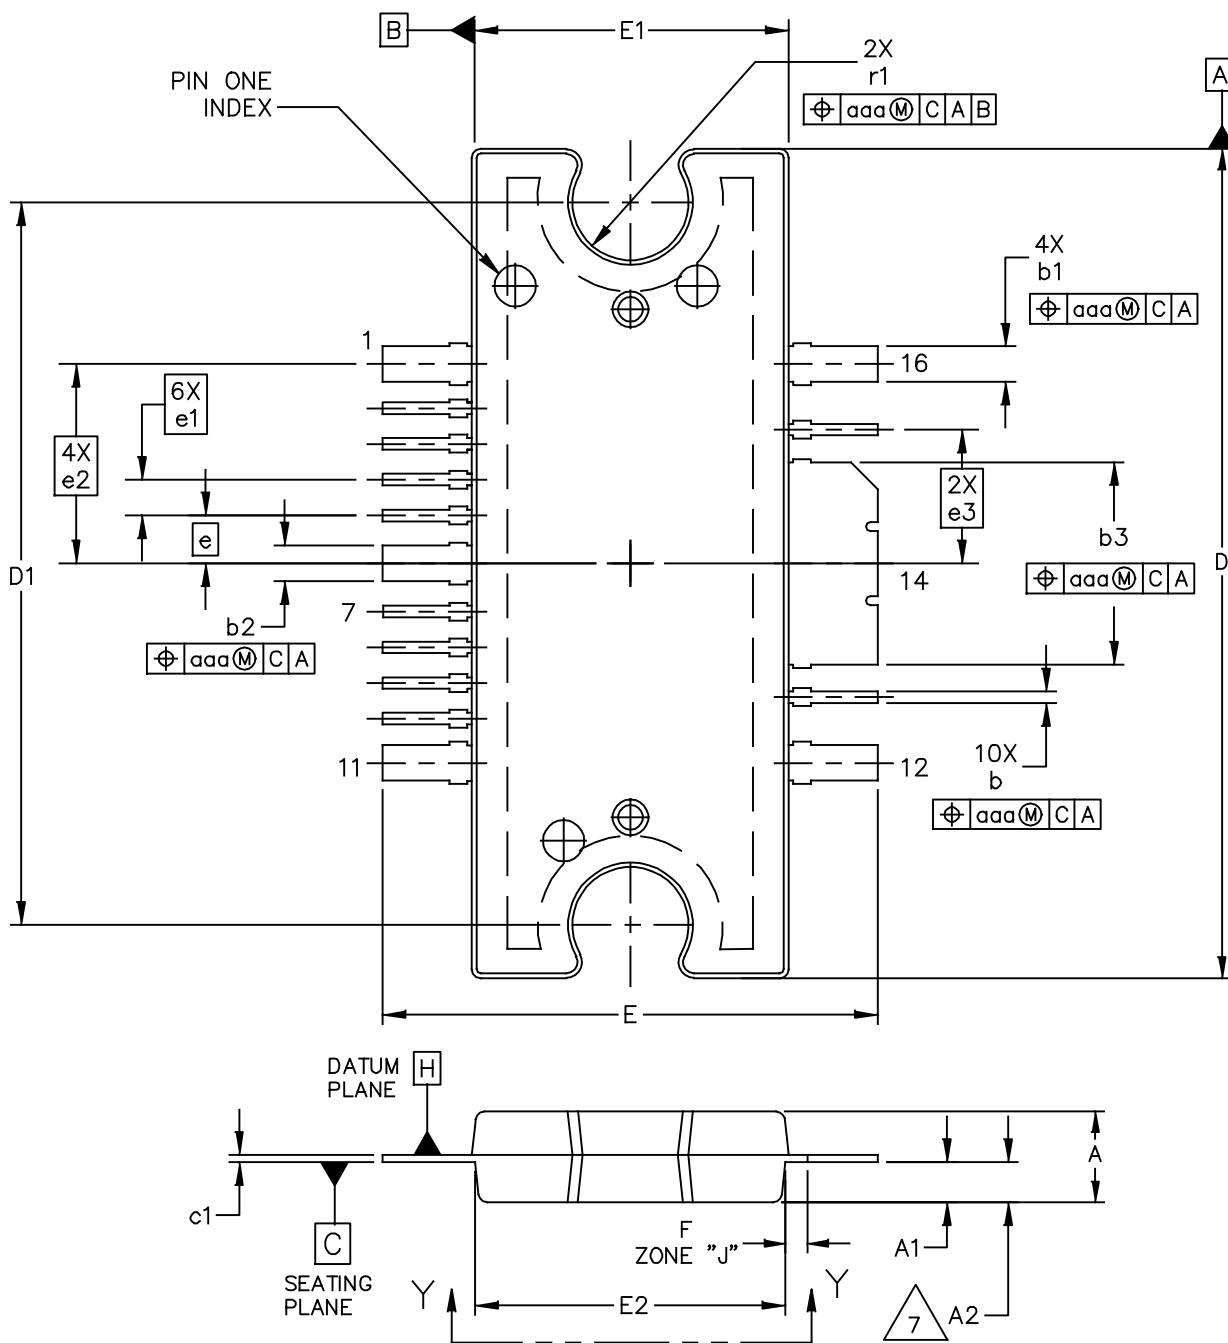 B
E1
2X
r1
⌖ aaa Ⓜ C A B
A
PIN ONE
INDEX
4X
b1
⌖ aaa Ⓜ C A
1
16
6X
e1
4X
e2
2X
e3
e
b3
D1
D
14
⌖ aaa Ⓜ C A
7
b2
⌖ aaa Ⓜ C A
11
12
10X
b
⌖ aaa Ⓜ C A
E
DATUM
PLANE
H
A
c1
C
F
ZONE "J"
A1
SEATING
PLANE
Y
E2
Y
7
A2